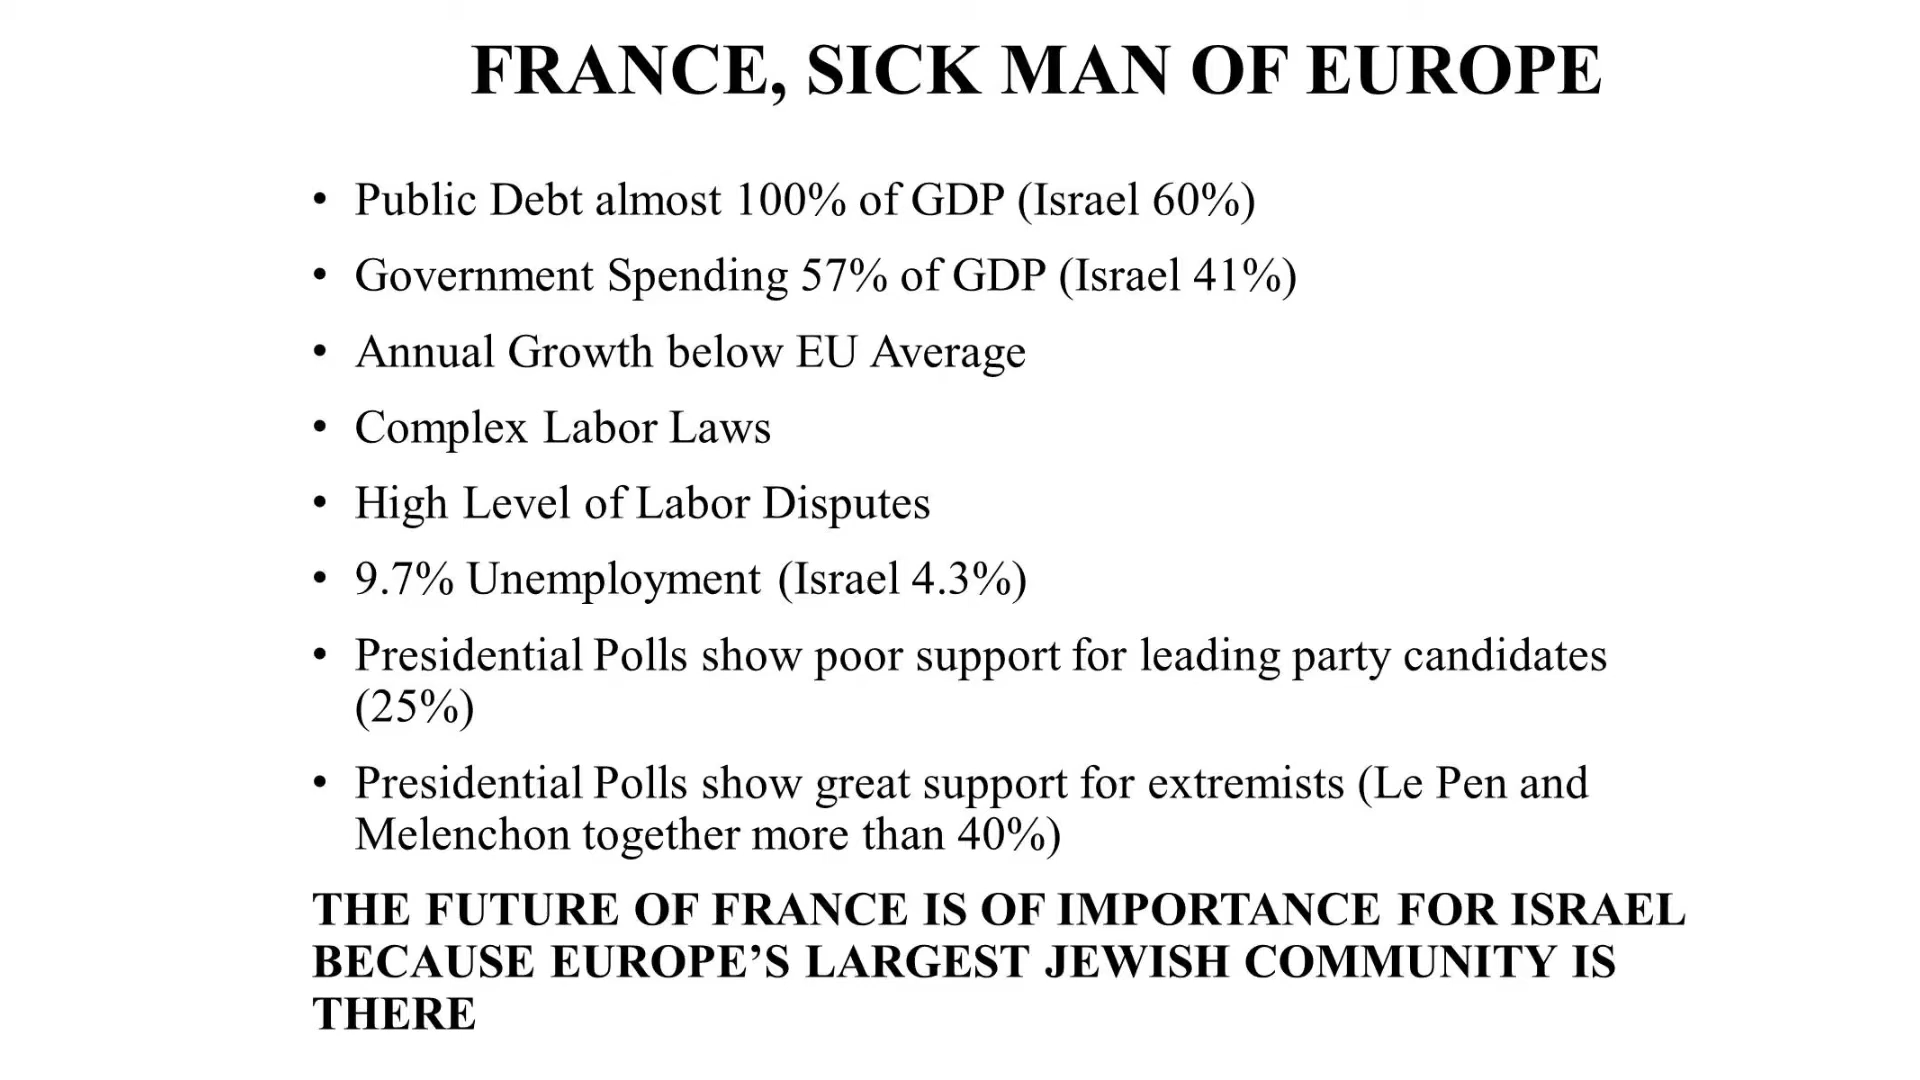 FRANCE, SICK MAN OF EUROPE
• Public Debt almost 100% of GDP (Israel 60%)
• Government Spending 57% of GDP (Israel 41%)
• Annual Growth below EU Average
• Complex Labor Laws
• High Level of Labor Disputes
• 9.7% Unemployment (Israel 4.3%)
• Presidential Polls show poor support for leading party candidates
(25%)
• Presidential Polls show great support for extremists (Le Pen and
Melenchon together more than 40%)
THE FUTURE OF FRANCE IS OF IMPORTANCE FOR ISRAEL
BECAUSE EUROPE’S LARGEST JEWISH COMMUNITY IS
THERE